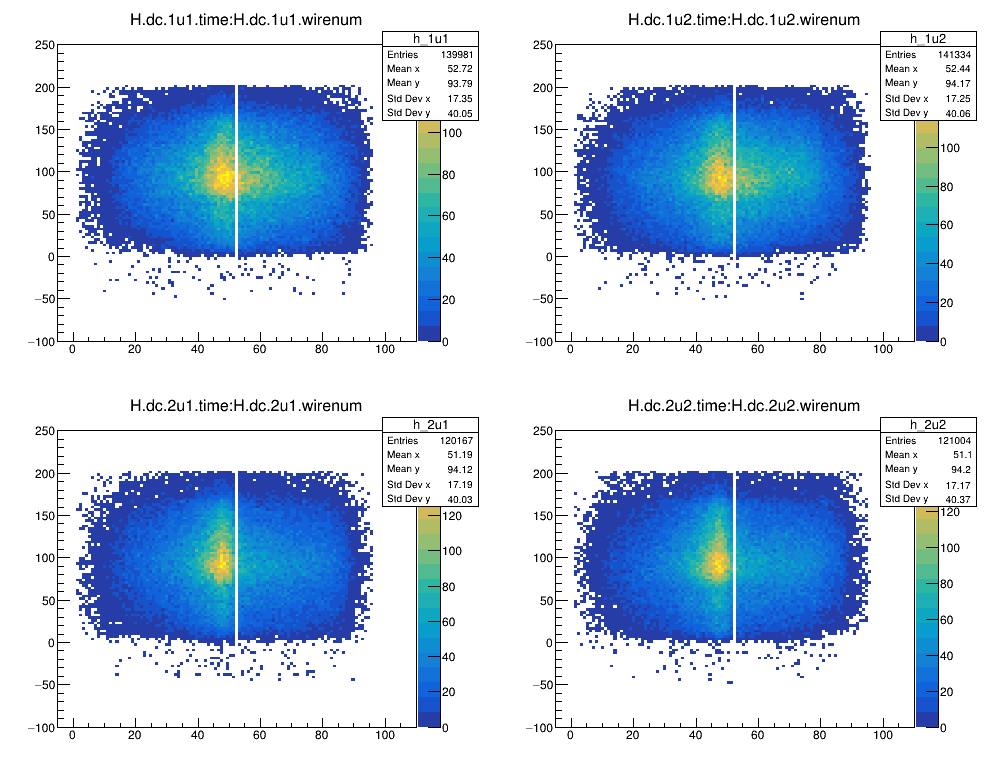 H.dc.1u1.time:H.dc.1u1.wirenum
h_1u1
Entries 139981
Mean x 52.72
Mean y 93.79
Std Dev x 17.35
Std Dev y 40.05
250
200
150
100
50
0
−50
−100
0 20 40 60 80 100
100
80
60
40
20
0
H.dc.1u2.time:H.dc.1u2.wirenum
h_1u2
Entries 141334
Mean x 52.44
Mean y 94.17
Std Dev x 17.25
Std Dev y 40.06
250
200
150
100
50
0
−50
−100
0 20 40 60 80 100
100
80
60
40
20
0
H.dc.2u1.time:H.dc.2u1.wirenum
h_2u1
Entries 120167
Mean x 51.19
Mean y 94.12
Std Dev x 17.19
Std Dev y 40.03
250
200
150
100
50
0
−50
−100
0 20 40 60 80 100
120
100
80
60
40
20
0
H.dc.2u2.time:H.dc.2u2.wirenum
h_2u2
Entries 121004
Mean x 51.1
Mean y 94.2
Std Dev x 17.17
Std Dev y 40.37
250
200
150
100
50
0
−50
−100
0 20 40 60 80 100
120
100
80
60
40
20
0